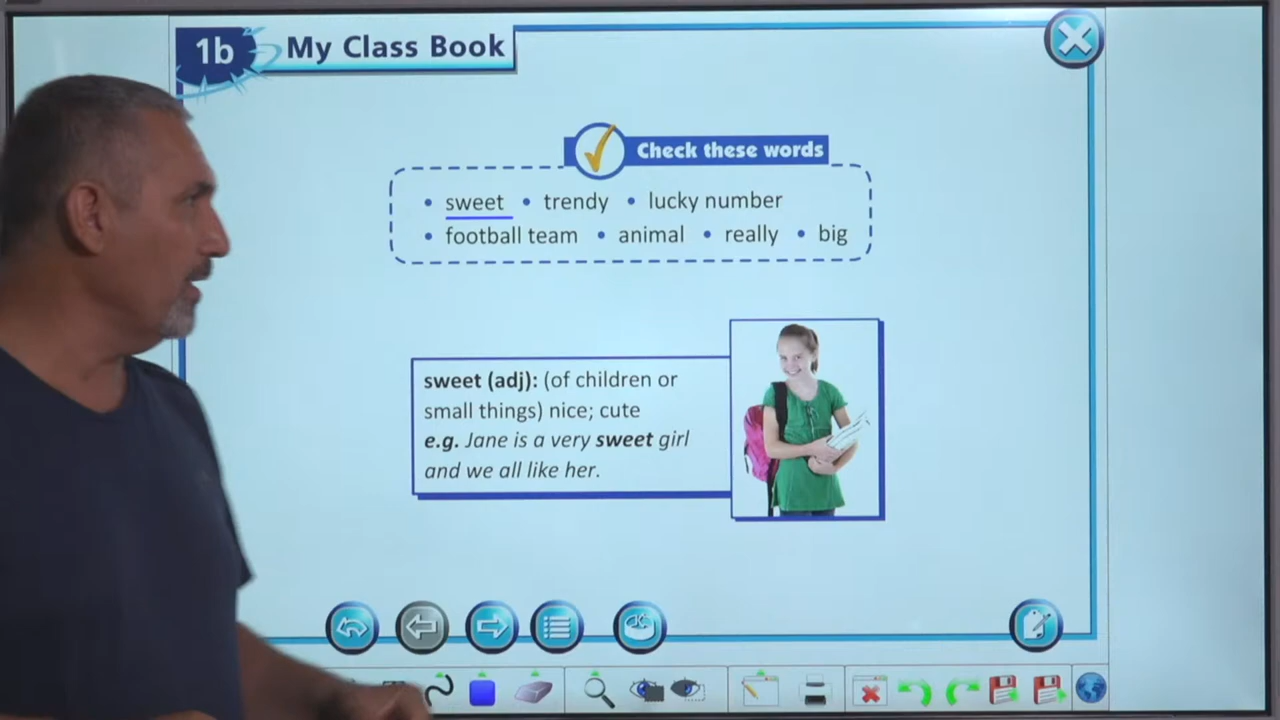 1b My Class Book
Check these words
• sweet • trendy • lucky number
• football team • animal • really • big
sweet (adj): (of children or
small things) nice; cute
e.g. Jane is a very sweet girl
and we all like her.